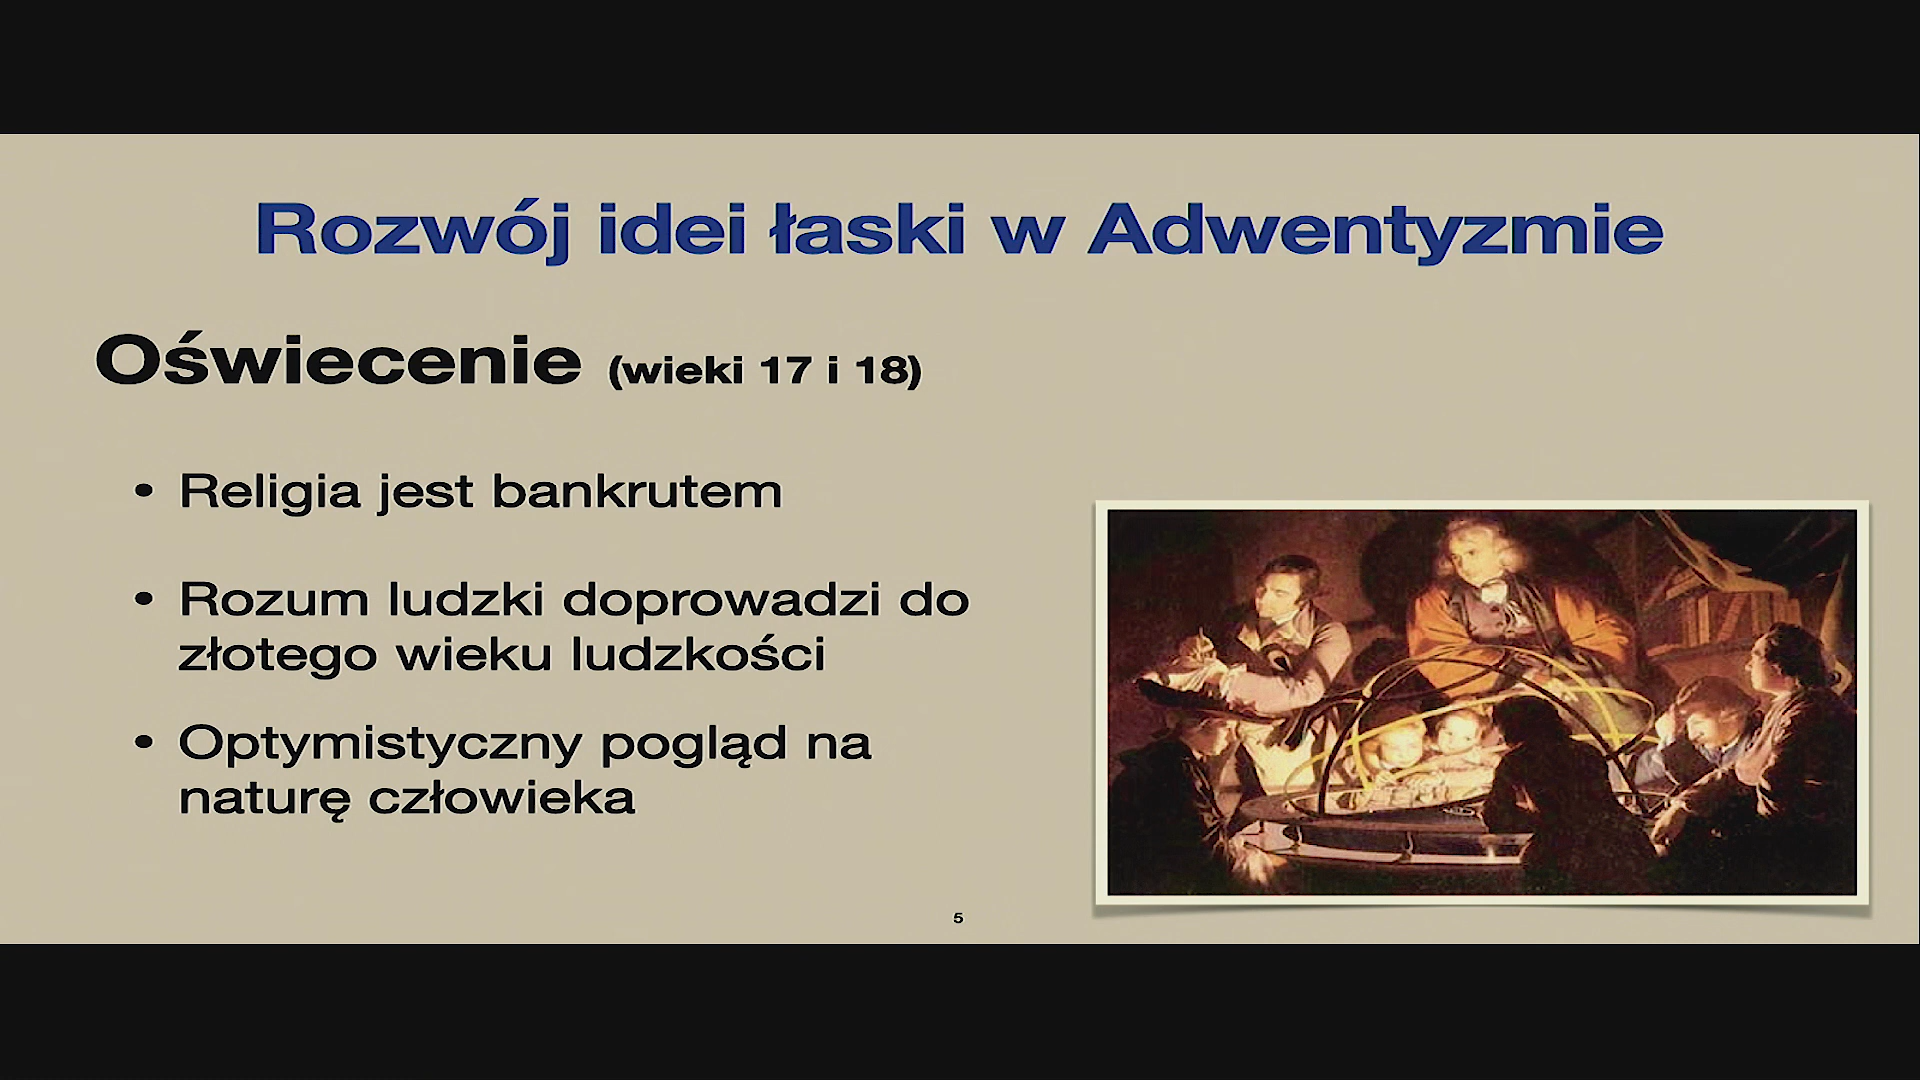 Rozwój idei łaski w Adwentyzmie
Oświecenie (wieki 17 i 18)
• Religia jest bankrutem
• Rozum ludzki doprowadzi do
złotego wieku ludzkości
• Optymistyczny pogląd na
naturę człowieka
5